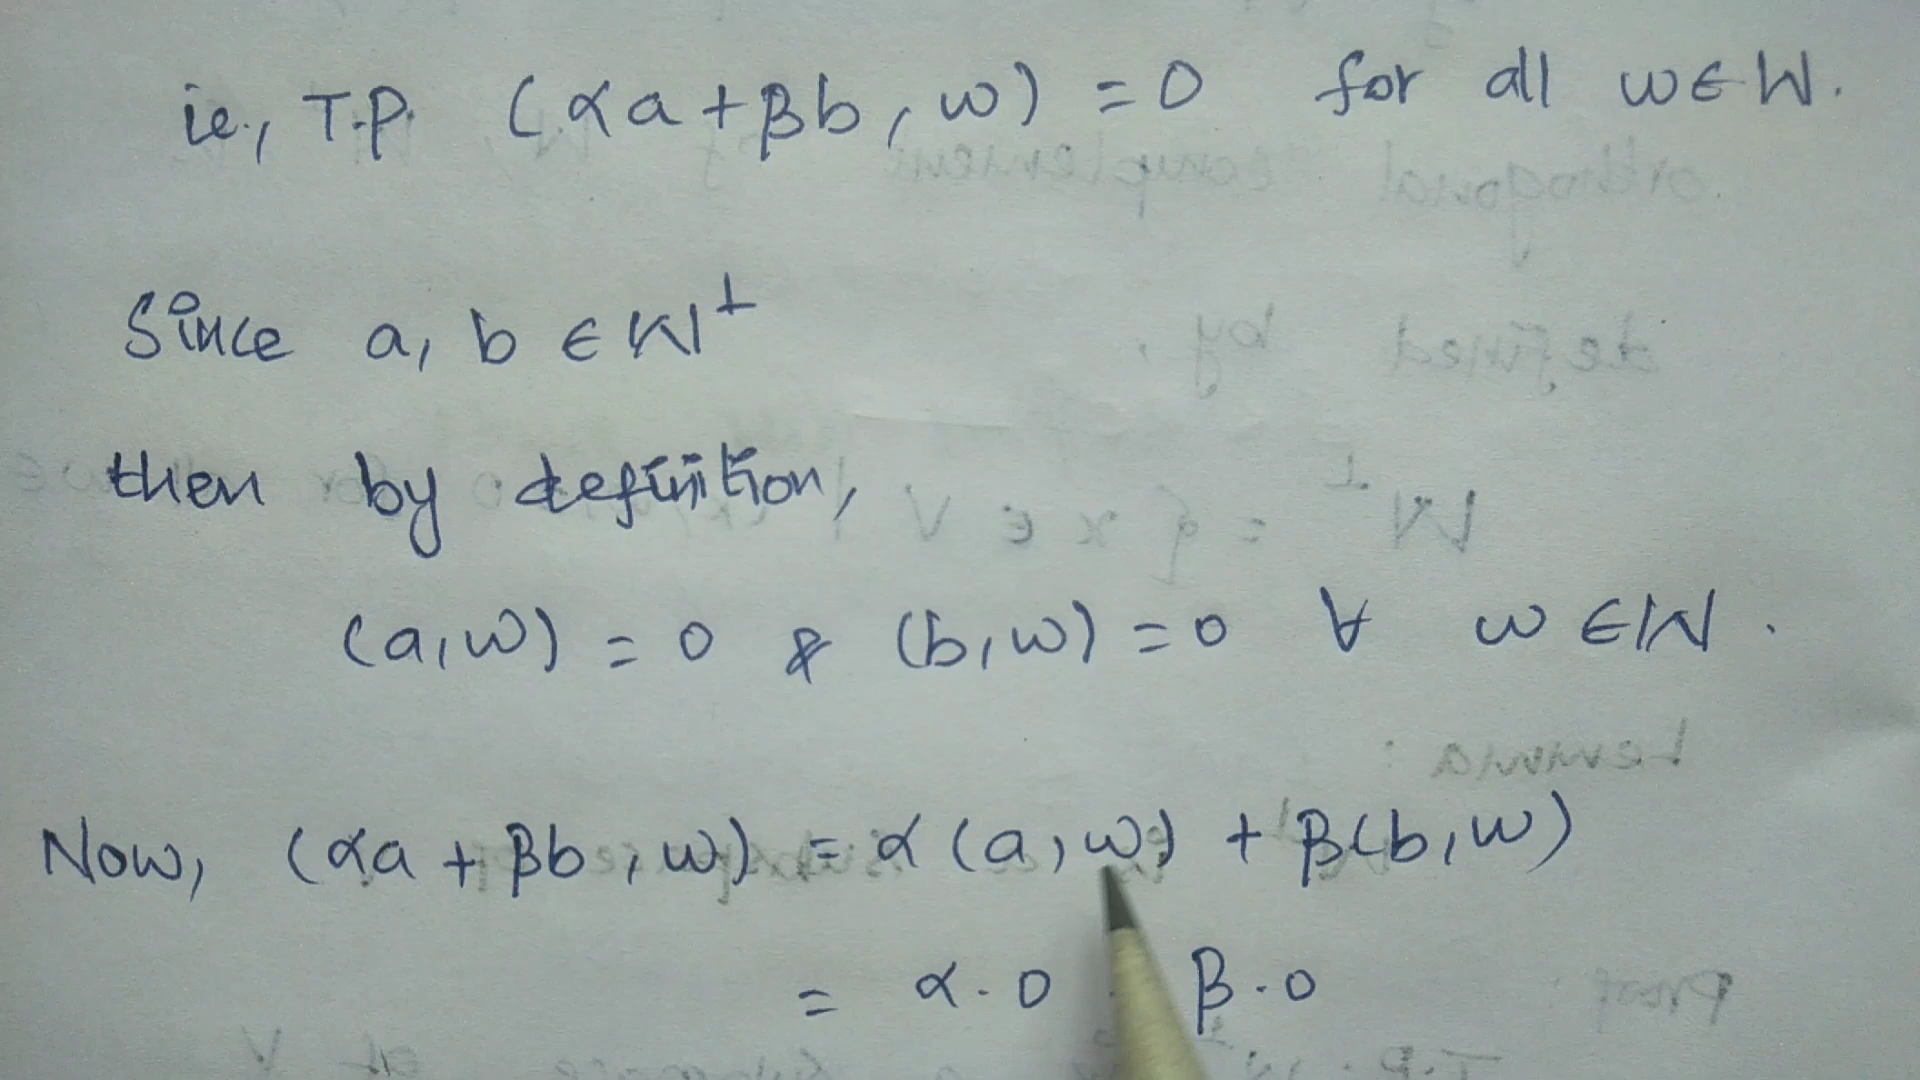 ie., T.P. (αa + βb, w) = 0 for all w ∈ W.
Since a, b ∈ W⊥
then by definition,
(a, w) = 0 & (b, w) = 0 ∀ w ∈ W.
Now, (αa + βb, w) = α (a, w) + β(b, w)
= α . 0 β . 0